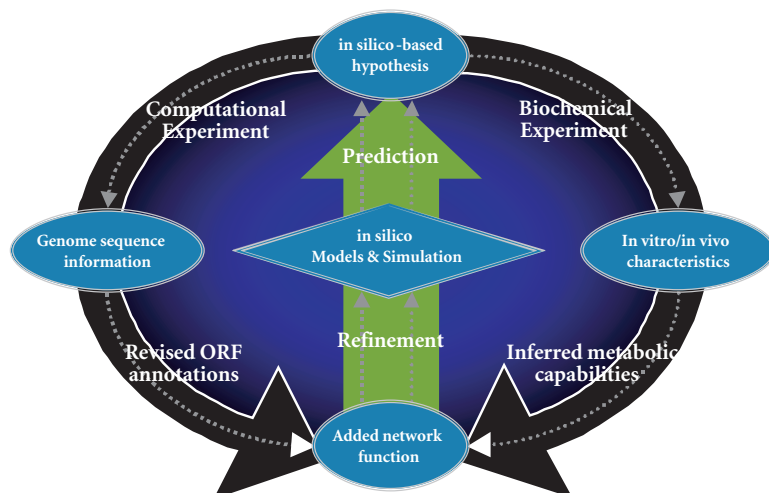 in silico-based
hypothesis
Computational
Experiment
Biochemical
Experiment
Prediction
Genome sequence
information
in silico
Models & Simulation
In vitro/in vivo
characteristics
Refinement
Revised ORF
annotations
Inferred metabolic
capabilities
Added network
function